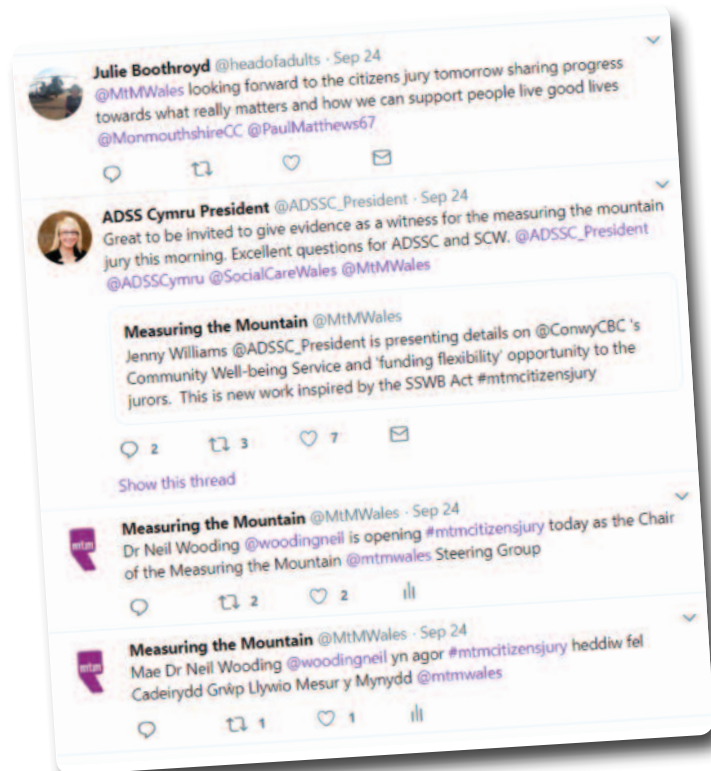 Julie Boothroyd @headofadults · Sep 24
@MtMWales looking forward to the citizens jury tomorrow sharing progress
towards what really matters and how we can support people live good lives
@MonmouthshireCC @PaulMatthews67
ADSS Cymru President @ADSSC_President · Sep 24
Great to be invited to give evidence as a witness for the measuring the mountain
jury this morning. Excellent questions for ADSSC and SCW. @ADSSC_President
@ADSSCymru @SocialCareWales @MtMWales
Measuring the Mountain @MtMWales
Jenny Williams @ADSSC_President is presenting details on @ConwyCBC 's
Community Well-being Service and 'funding flexibility' opportunity to the
jurors.  This is new work inspired by the SSWB Act #mtmcitizensjury
2 3 7
Show this thread
mtm
Measuring the Mountain @MtMWales · Sep 24
Dr Neil Wooding @woodingneil is opening #mtmcitizensjury today as the Chair
of the Measuring the Mountain @mtmwales Steering Group
2 2
mtm
Measuring the Mountain @MtMWales · Sep 24
Mae Dr Neil Wooding @woodingneil yn agor #mtmcitizensjury heddiw fel
Cadeirydd Grŵp Llywio Mesur y Mynydd @mtmwales
1 1